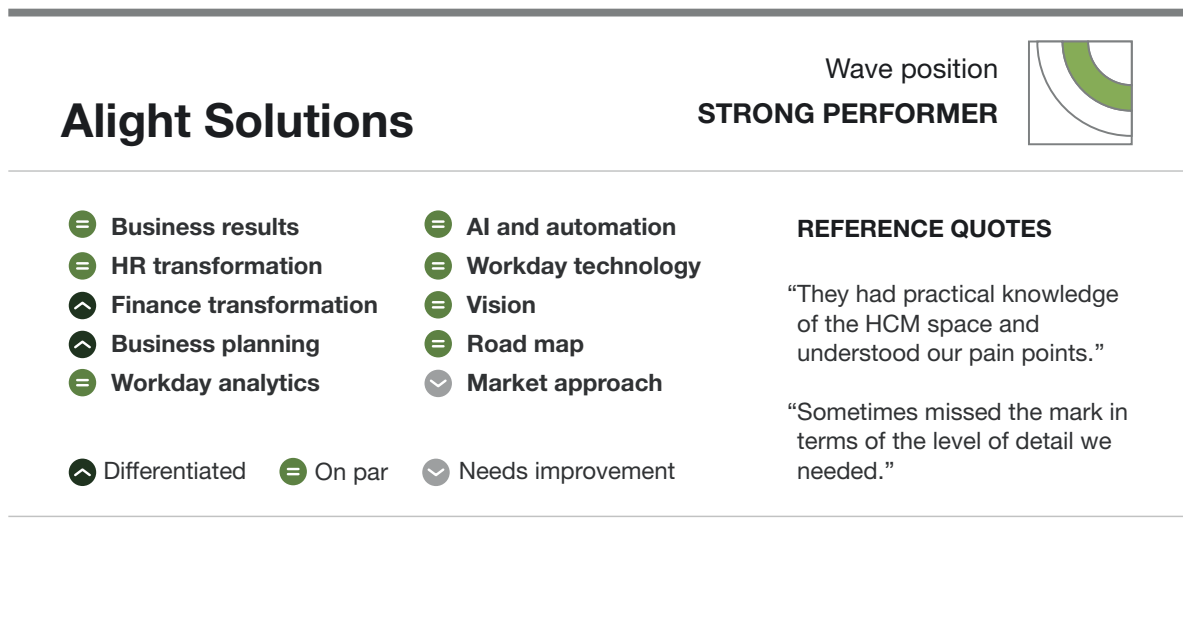 Wave position
STRONG PERFORMER
Alight Solutions
Business results
HR transformation
Finance transformation
Business planning
Workday analytics
AI and automation
Workday technology
Vision
Road map
Market approach
Differentiated
On par
Needs improvement
REFERENCE QUOTES
“They had practical knowledge
of the HCM space and
understood our pain points.”
“Sometimes missed the mark in
terms of the level of detail we
needed.”